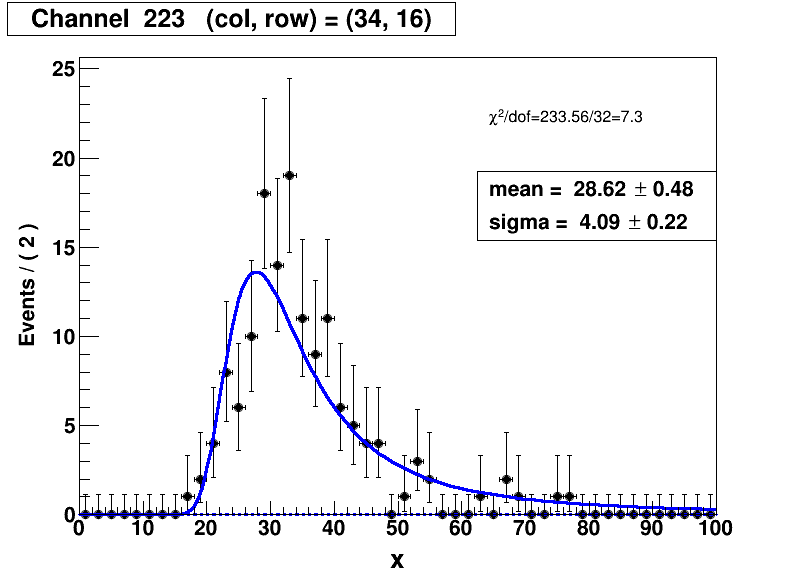 Channel  223   (col, row) = (34, 16)
25
20
15
10
5
0
Events / ( 2 )
χ²/dof=233.56/32=7.3
mean =  28.62 ± 0.48
sigma =  4.09 ± 0.22
0 10 20 30 40 50 60 70 80 90 100
x